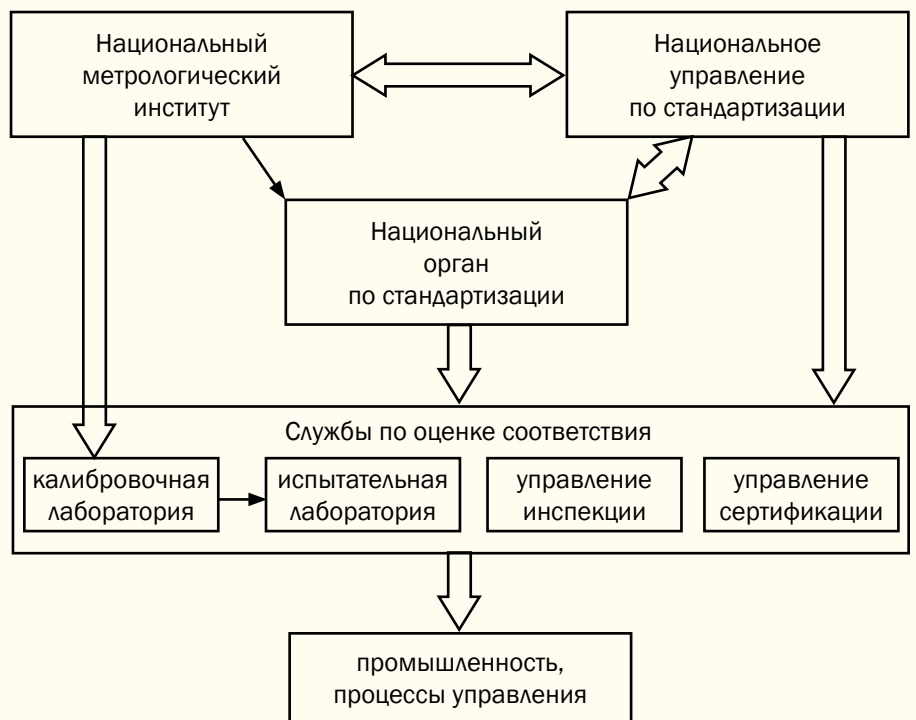 Национальный
метрологический
институт
Национальное
управление
по стандартизации
Национальный
орган
по стандартизации
Службы по оценке соответствия
калибровочная
лаборатория
испытательная
лаборатория
управление
инспекции
управление
сертификации
промышленность,
процессы управления